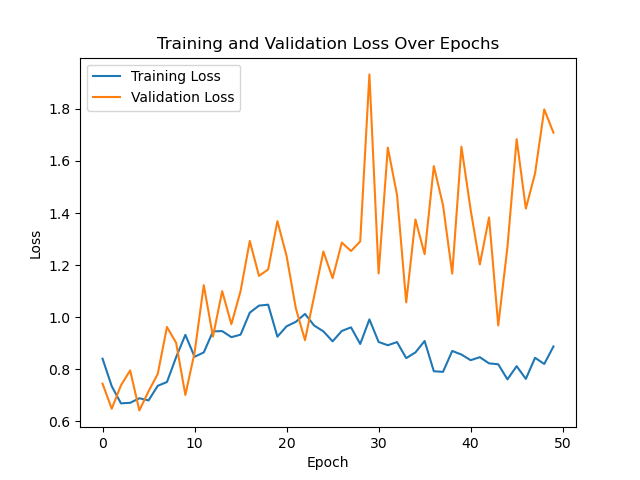 Training and Validation Loss Over Epochs
Training Loss
Validation Loss
1.8
1.6
1.4
1.2
1.0
0.8
0.6
Loss
0 10 20 30 40 50
Epoch